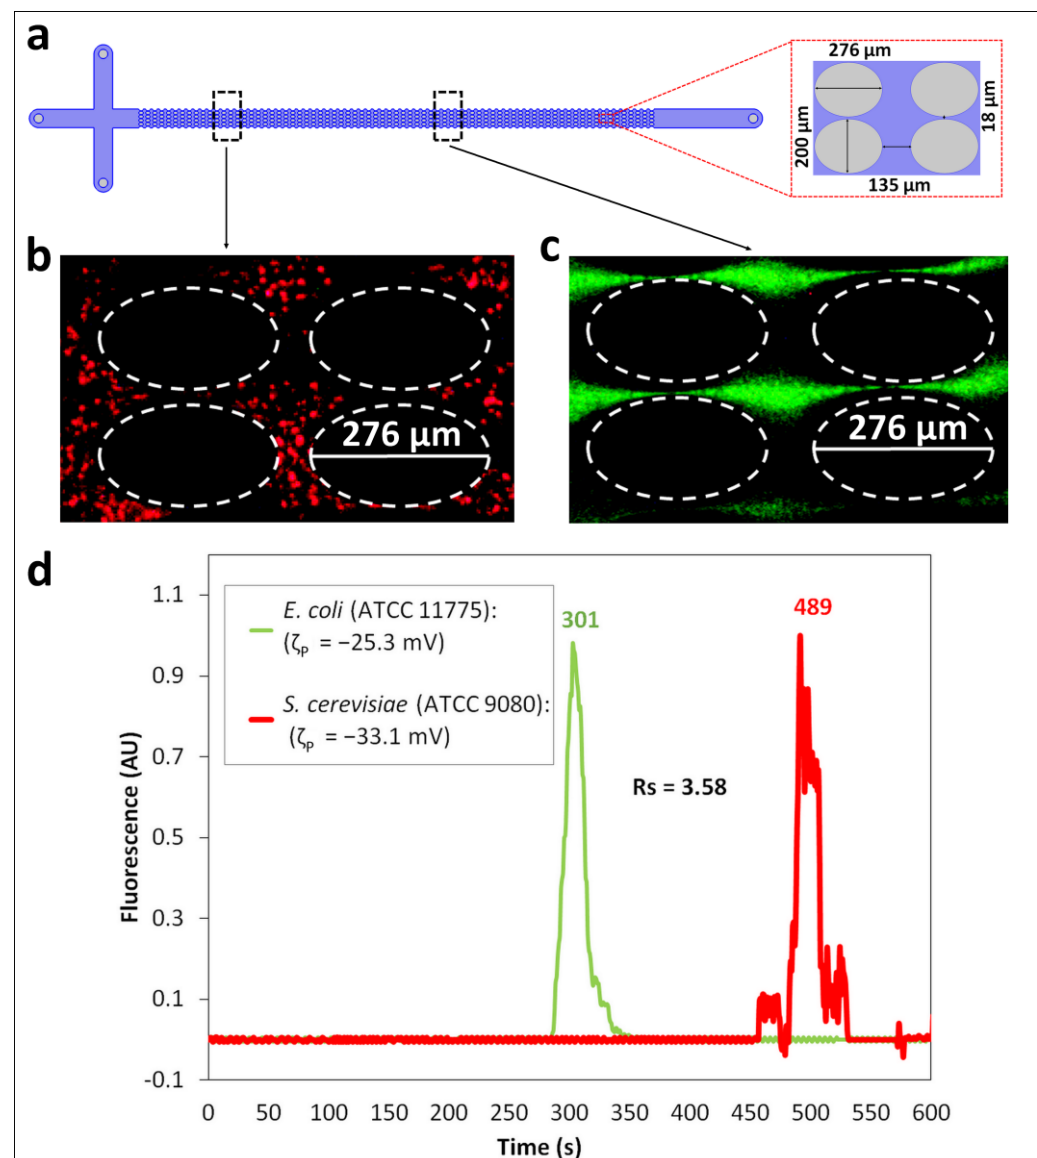 a
276 µm
200 µm
18 µm
135 µm
b
c
276 µm
276 µm
d
1.1
0.9
0.7
0.5
0.3
0.1
-0.1
Fluorescence (AU)
E. coli (ATCC 11775):
(ζP = −25.3 mV)
S. cerevisiae (ATCC 9080):
(ζP = −33.1 mV)
301
489
Rs = 3.58
0 50 100 150 200 250 300 350 400 450 500 550 600
Time (s)